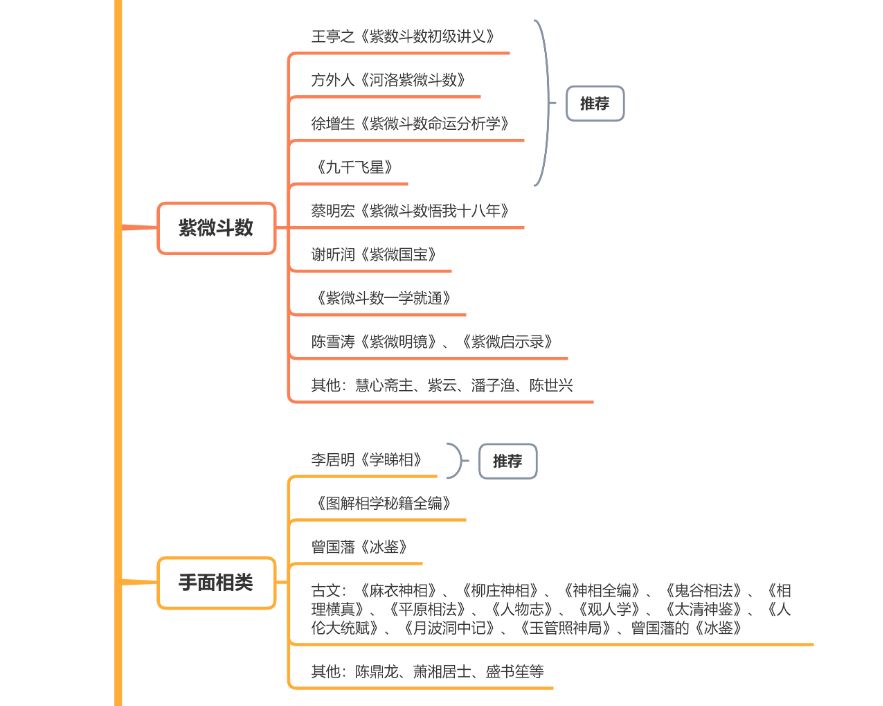 王亭之《紫数斗数初级讲义》
方外人《河洛紫微斗数》
推荐
徐增生《紫微斗数命运分析学》
《九千飞星》
蔡明宏《紫微斗数悟我十八年》
紫微斗数
谢昕润《紫微国宝》
《紫微斗数一学就通》
陈雪涛《紫微明镜》、《紫微启示录》
其他：慧心斋主、紫云、潘子渔、陈世兴
李居明《学睇相》
推荐
《图解相学秘籍全编》
曾国藩《冰鉴》
手面相类
古文：《麻衣神相》、《柳庄神相》、《神相全编》、《鬼谷相法》、《相
理横真》、《平原相法》、《人物志》、《观人学》、《太清神鉴》、《人
伦大统赋》、《月波洞中记》、《玉管照神局》、曾国藩的《冰鉴》
其他：陈鼎龙、萧湘居士、盛书笙等